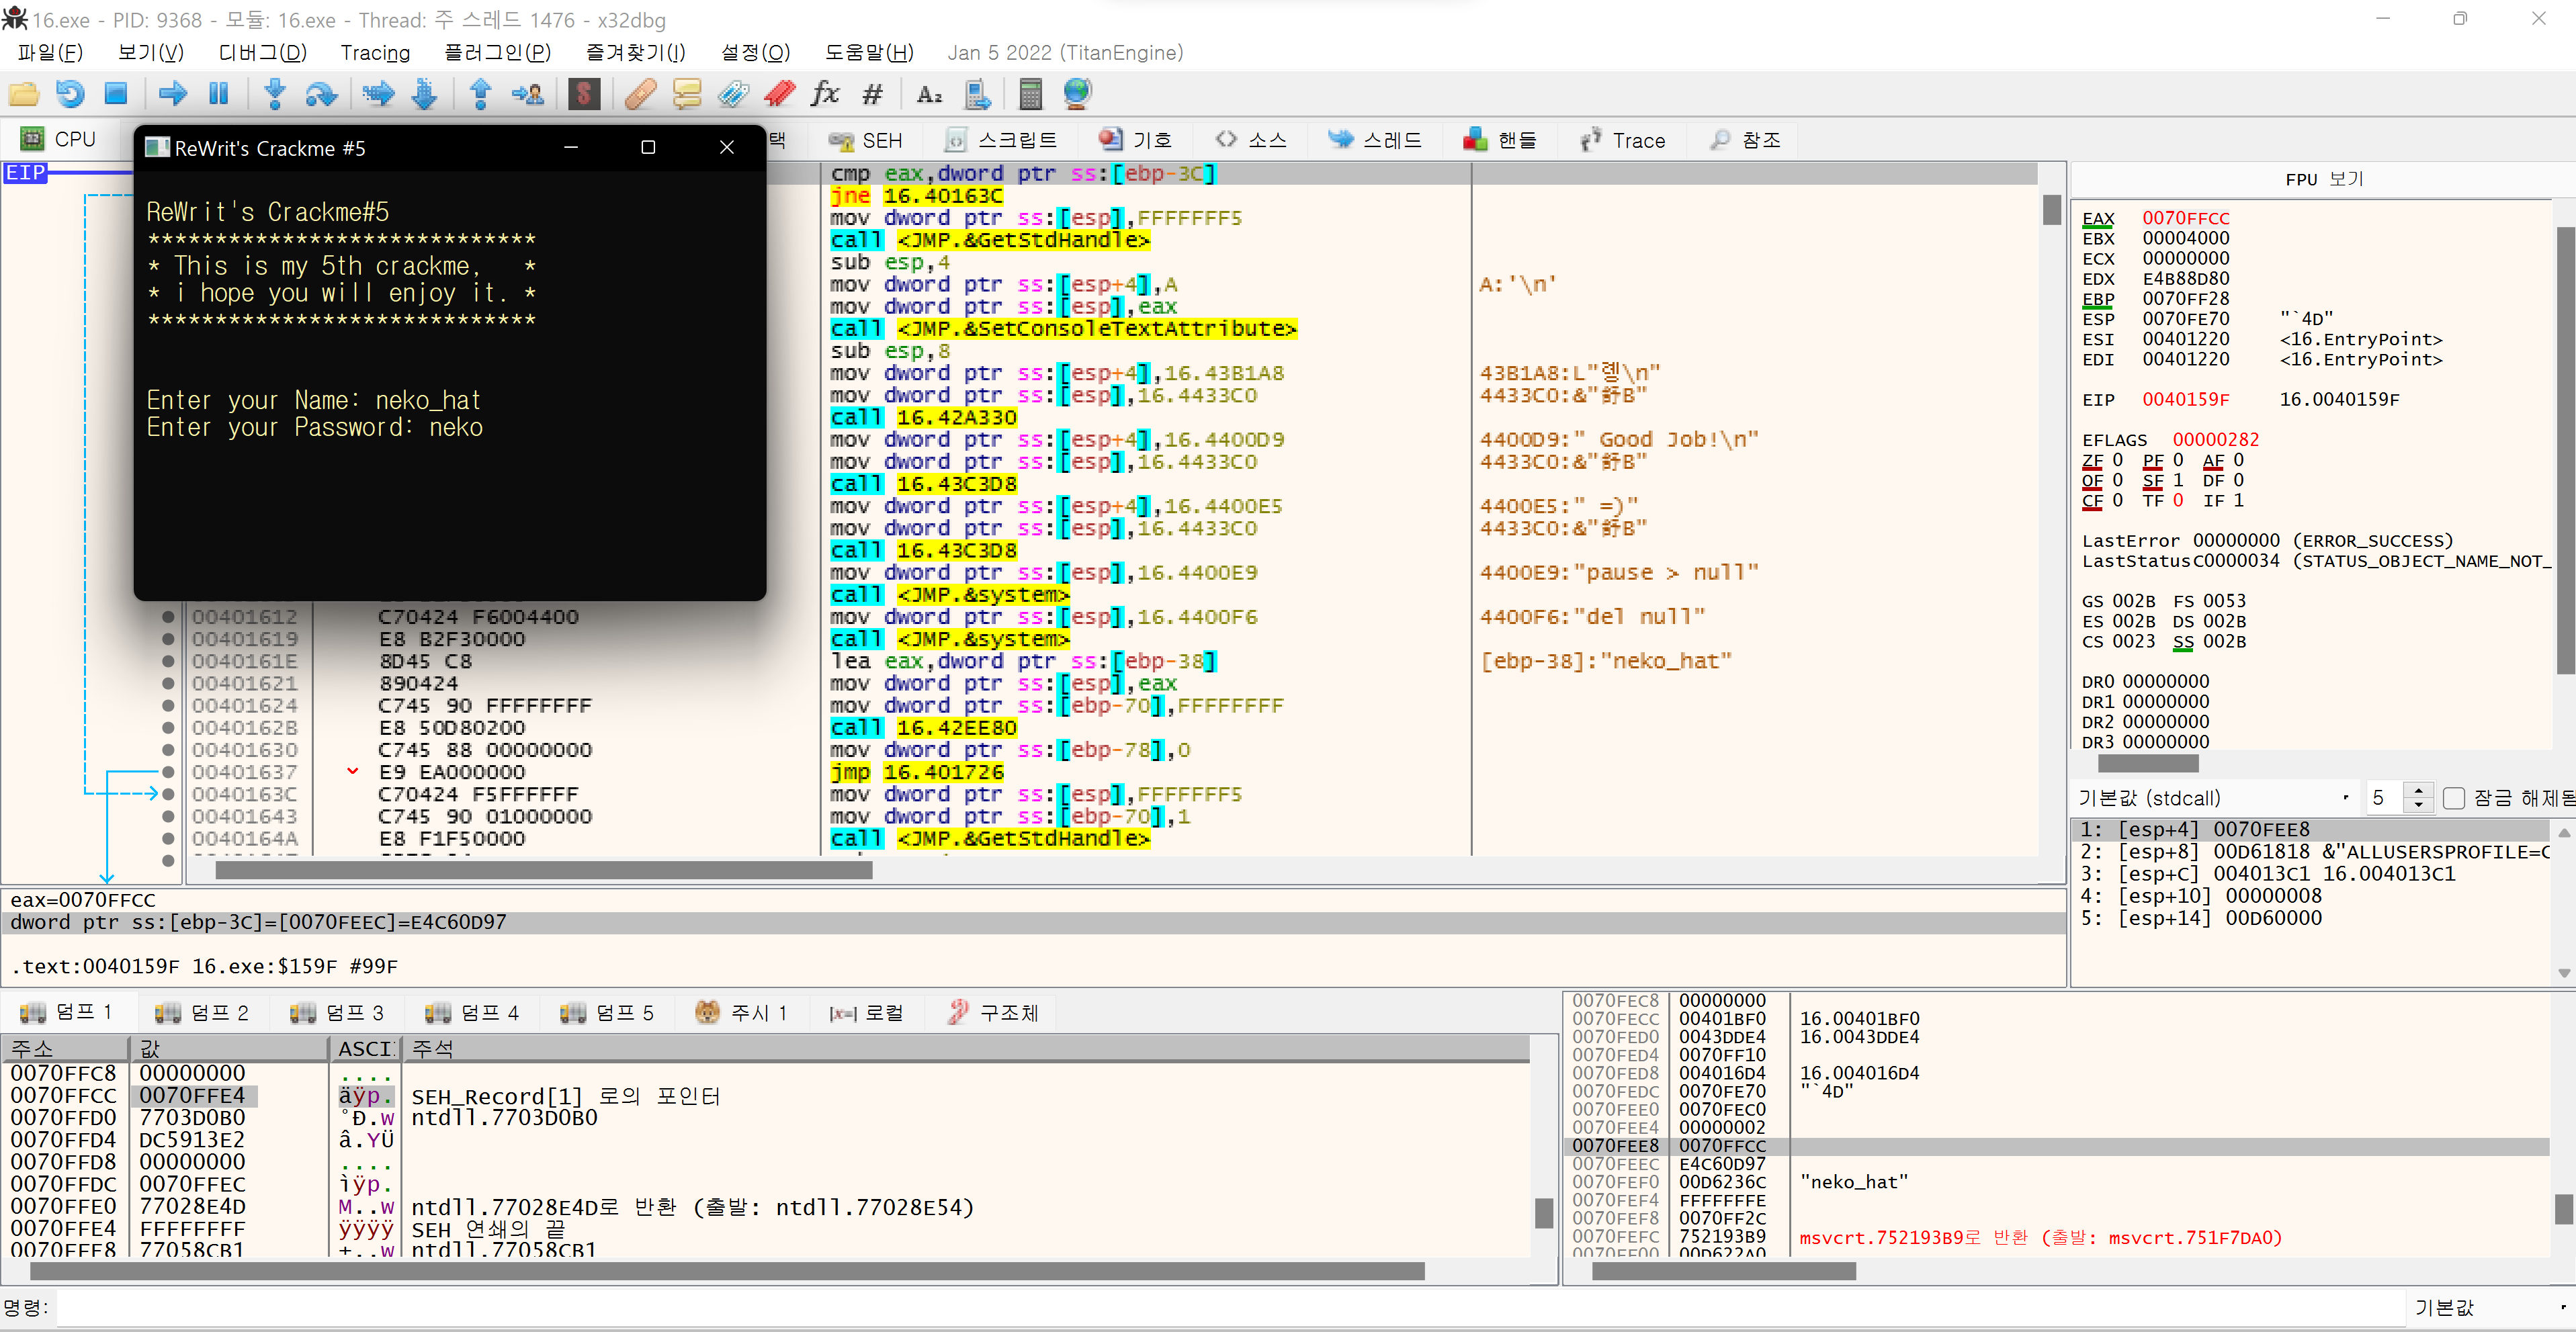 16.exe - PID: 9368 - 모듈: 16.exe - Thread: 주 스레드 1476 - x32dbg
파일(F) 보기(V) 디버그(D) Tracing 플러그인(P) 즐겨찾기(I) 설정(O) 도움말(H) Jan 5 2022 (TitanEngine)
CPU
택 SEH 스크립트 기호 소스 스레드 핸들 Trace 참조
EIP
ReWrit's Crackme #5
ReWrit's Crackme#5
*****************************
* This is my 5th crackme, *
* i hope you will enjoy it. *
*****************************
Enter your Name: neko_hat
Enter your Password: neko
cmp eax,dword ptr ss:[ebp-3C]
jne 16.40163C
mov dword ptr ss:[esp],FFFFFFF5
call <JMP.&GetStdHandle>
sub esp,4
mov dword ptr ss:[esp+4],A A:'\n'
mov dword ptr ss:[esp],eax
call <JMP.&SetConsoleTextAttribute>
sub esp,8
mov dword ptr ss:[esp+4],16.43B1A8
mov dword ptr ss:[esp],16.4433C0
call 16.42A330
mov dword ptr ss:[esp+4],16.4400D9 4400D9:" Good Job!\n"
mov dword ptr ss:[esp],16.4433C0
call 16.43C3D8
mov dword ptr ss:[esp+4],16.4400E5 4400E5:" =)"
mov dword ptr ss:[esp],16.4433C0
call 16.43C3D8
mov dword ptr ss:[esp],16.4400E9 4400E9:"pause > null"
call <JMP.&system>
00401612 C70424 F6004400 mov dword ptr ss:[esp],16.4400F6 4400F6:"del null"
00401619 E8 B2F30000 call <JMP.&system>
0040161E 8D45 C8 lea eax,dword ptr ss:[ebp-38] [ebp-38]:"neko_hat"
00401621 890424 mov dword ptr ss:[esp],eax
00401624 C745 90 FFFFFFFF mov dword ptr ss:[ebp-70],FFFFFFFF
0040162B E8 50D80200 call 16.42EE80
00401630 C745 88 00000000 mov dword ptr ss:[ebp-78],0
00401637 E9 EA000000 jmp 16.401726
0040163C C70424 F5FFFFFF mov dword ptr ss:[esp],FFFFFFF5
00401643 C745 90 01000000 mov dword ptr ss:[ebp-70],1
0040164A E8 F1F50000 call <JMP.&GetStdHandle>
FPU 보기
EAX 0070FFCC
EBX 00004000
ECX 00000000
EDX E4B88D80
EBP 0070FF28
ESP 0070FE70 "`4D"
ESI 00401220 <16.EntryPoint>
EDI 00401220 <16.EntryPoint>
EIP 0040159F 16.0040159F
EFLAGS 00000282
ZF 0 PF 0 AF 0
OF 0 SF 1 DF 0
CF 0 TF 0 IF 1
LastError 00000000 (ERROR_SUCCESS)
LastStatus C0000034 (STATUS_OBJECT_NAME_NOT_
GS 002B FS 0053
ES 002B DS 002B
CS 0023 SS 002B
DR0 00000000
DR1 00000000
DR2 00000000
DR3 00000000
기본값 (stdcall) 5 잠금 해제됨
1: [esp+4] 0070FEE8
2: [esp+8] 00D61818 &"ALLUSERSPROFILE=C
3: [esp+C] 004013C1 16.004013C1
4: [esp+10] 00000008
5: [esp+14] 00D60000
eax=0070FFCC
dword ptr ss:[ebp-3C]=[0070FEEC]=E4C60D97
.text:0040159F 16.exe:$159F #99F
덤프 1 덤프 2 덤프 3 덤프 4 덤프 5 주시 1 [x=] 로컬 구조체
주소 값 ASCI 주석
0070FFC8 00000000 ....
0070FFCC 0070FFE4 äÿp. SEH_Record[1] 로의 포인터
0070FFD0 7703D0B0 °Ð.w ntdll.7703D0B0
0070FFD4 DC5913E2 â.YÜ
0070FFD8 00000000 ....
0070FFDC 0070FFEC ìÿp.
0070FFE0 77028E4D M..w ntdll.77028E4D로 반환 (출발: ntdll.77028E54)
0070FFE4 FFFFFFFF ÿÿÿÿ SEH 연쇄의 끝
0070FFE8 77058CB1 ±..w ntdll.77058CB1
0070FEC8 00000000
0070FECC 00401BF0 16.00401BF0
0070FED0 0043DDE4 16.0043DDE4
0070FED4 0070FF10
0070FED8 004016D4 16.004016D4
0070FEDC 0070FE70 "`4D"
0070FEE0 0070FEC0
0070FEE4 00000002
0070FEE8 0070FFCC
0070FEEC E4C60D97
0070FEF0 00D6236C "neko_hat"
0070FEF4 FFFFFFFE
0070FEF8 0070FF2C
0070FEFC 752193B9 msvcrt.752193B9로 반환 (출발: msvcrt.751F7DA0)
0070FF00 00D622A0
명령: 기본값